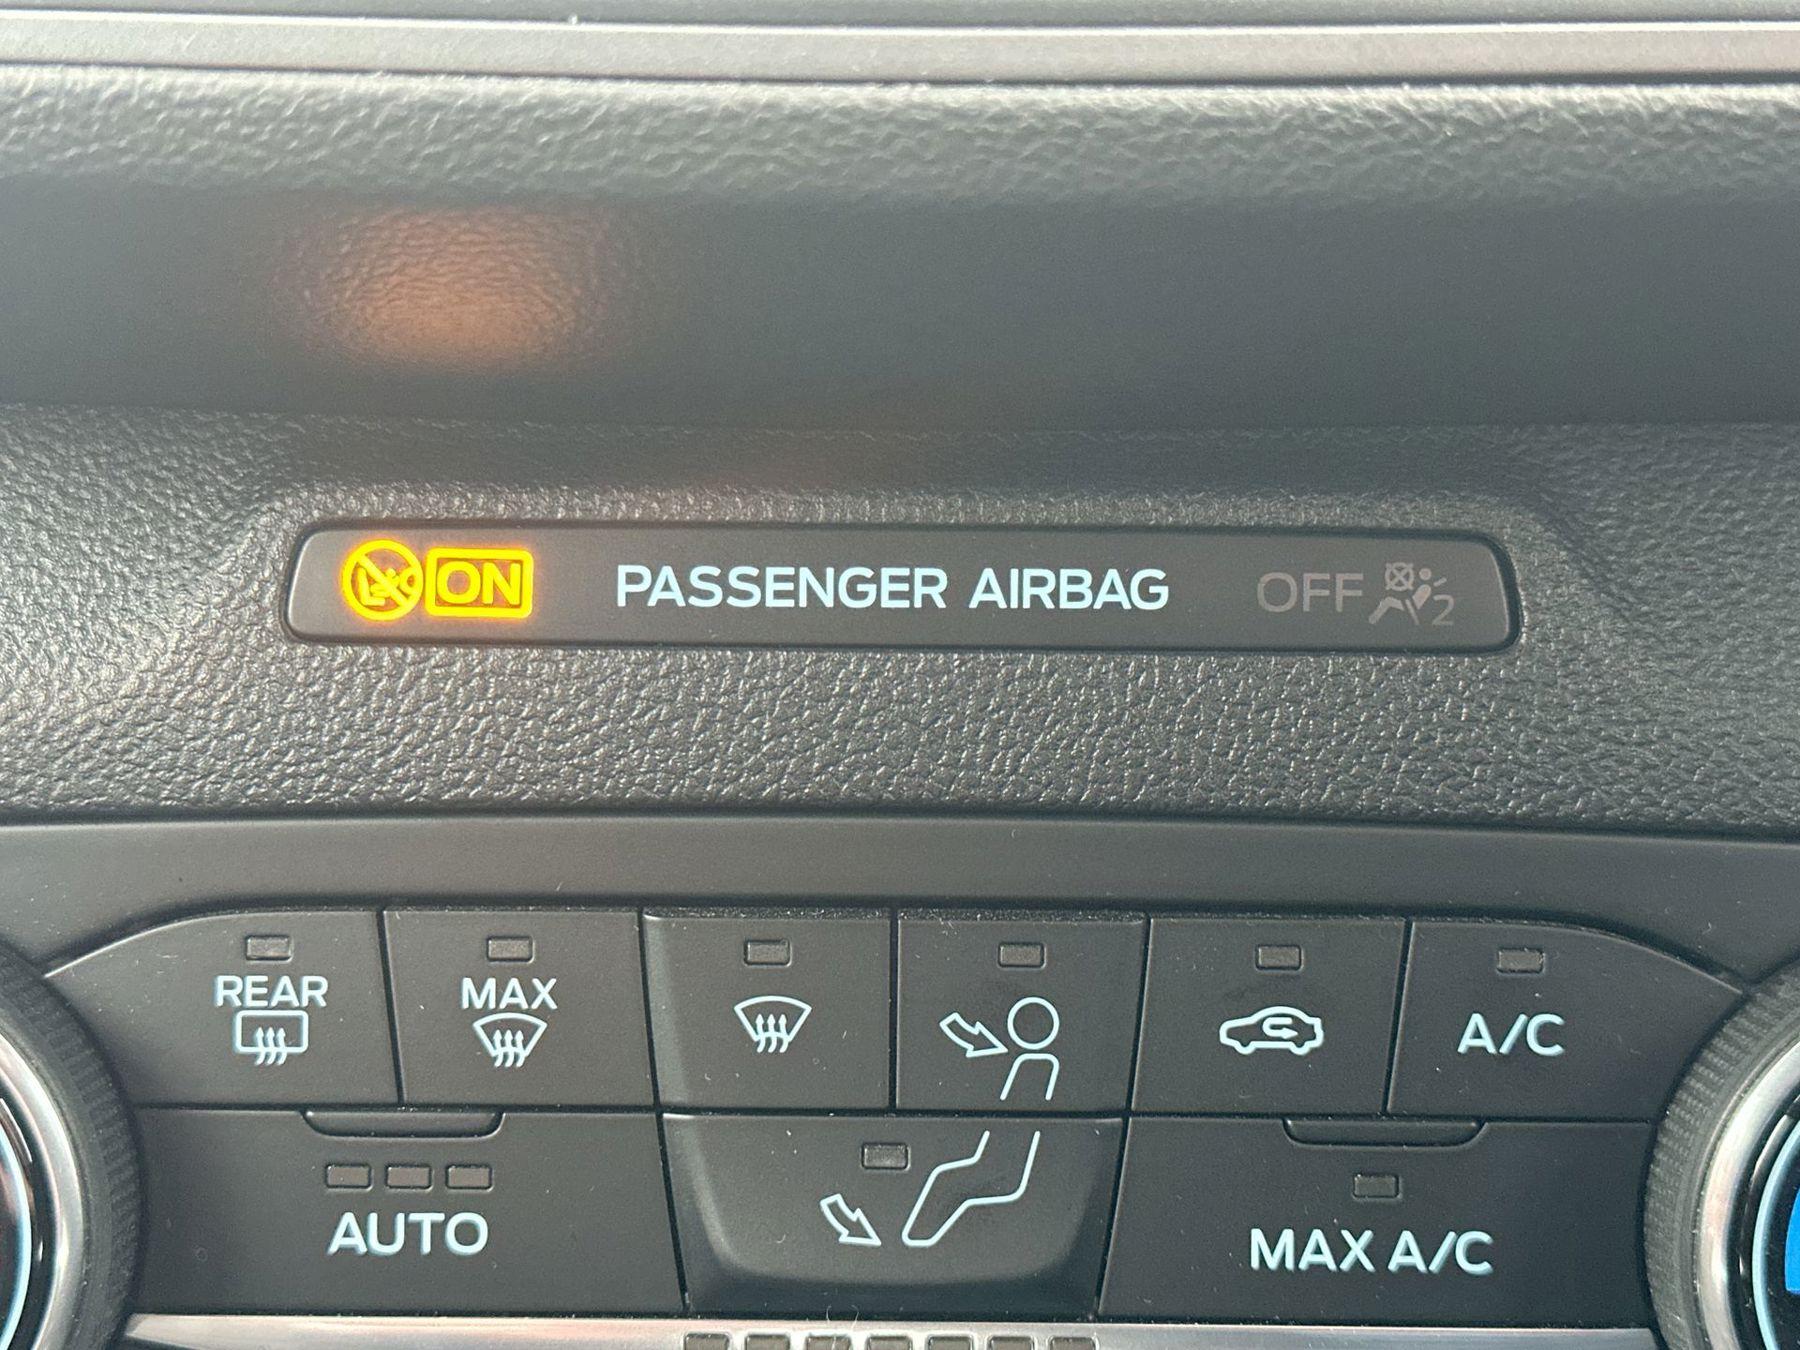 ON PASSENGER AIRBAG OFF 2
REAR MAX
A/C
AUTO MAX A/C